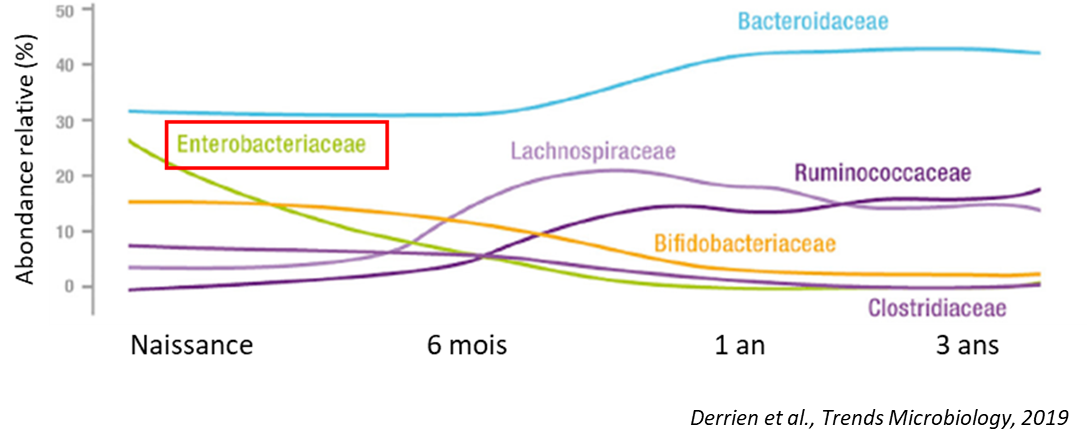 Abondance relative (%)
50
40
30
20
10
0
Bacteroidaceae
Enterobacteriaceae
Lachnospiraceae
Ruminococcaceae
Bifidobacteriaceae
Clostridiaceae
Naissance 6 mois 1 an 3 ans
Derrien et al., Trends Microbiology, 2019